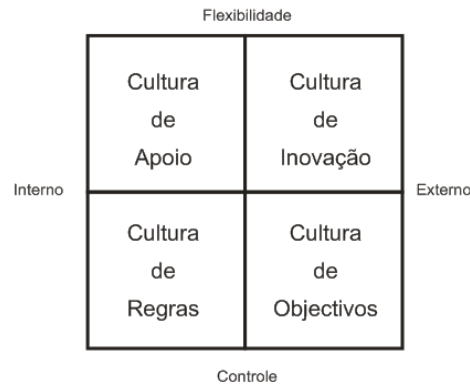 Flexibilidade
Cultura
de
Apoio
Cultura
de
Inovação
Interno
Externo
Cultura
de
Regras
Cultura
de
Objectivos
Controle